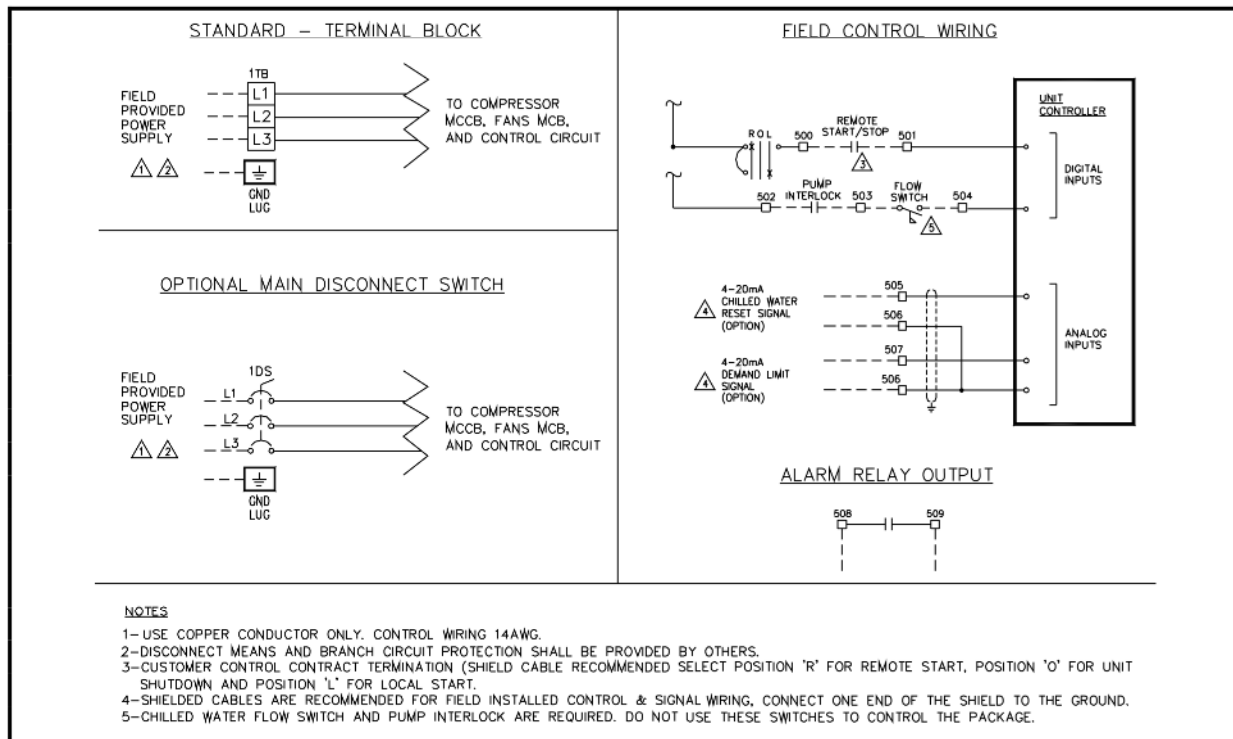 STANDARD – TERMINAL BLOCK
1TB
FIELD
PROVIDED
POWER
SUPPLY
L1
L2
L3
TO COMPRESSOR
MCCB, FANS MCB,
AND CONTROL CIRCUIT
1 2
GND
LUG
OPTIONAL MAIN DISCONNECT SWITCH
1DS
FIELD
PROVIDED
POWER
SUPPLY
L1
L2
L3
TO COMPRESSOR
MCCB, FANS MCB,
AND CONTROL CIRCUIT
1 2
GND
LUG
FIELD CONTROL WIRING
UNIT
CONTROLLER
R O L
500
REMOTE
START/STOP
501
3
DIGITAL
INPUTS
502
PUMP
INTERLOCK
503
FLOW
SWITCH
504
5
4-20mA
CHILLED WATER
RESET SIGNAL
(OPTION)
4
505
506
4-20mA
DEMAND LIMIT
SIGNAL
(OPTION)
4
507
506
ANALOG
INPUTS
ALARM RELAY OUTPUT
508
509
NOTES
1– USE COPPER CONDUCTOR ONLY. CONTROL WIRING 14AWG.
2–DISCONNECT MEANS AND BRANCH CIRCUIT PROTECTION SHALL BE PROVIDED BY OTHERS.
3–CUSTOMER CONTROL CONTRACT TERMINATION (SHIELD CABLE RECOMMENDED SELECT POSITION 'R' FOR REMOTE START, POSITION 'O' FOR UNIT
SHUTDOWN AND POSITION 'L' FOR LOCAL START.
4–SHIELDED CABLES ARE RECOMMENDED FOR FIELD INSTALLED CONTROL & SIGNAL WIRING, CONNECT ONE END OF THE SHIELD TO THE GROUND.
5–CHILLED WATER FLOW SWITCH AND PUMP INTERLOCK ARE REQUIRED. DO NOT USE THESE SWITCHES TO CONTROL THE PACKAGE.